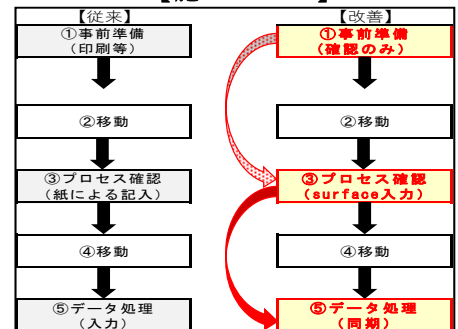 【従来】
①事前準備
（印刷等）
②移動
③プロセス確認
（紙による記入）
④移動
⑤データ処理
（入力）
【改善】
①事前準備
（確認のみ）
②移動
③プロセス確認
（surface入力）
④移動
⑤データ処理
（同期）